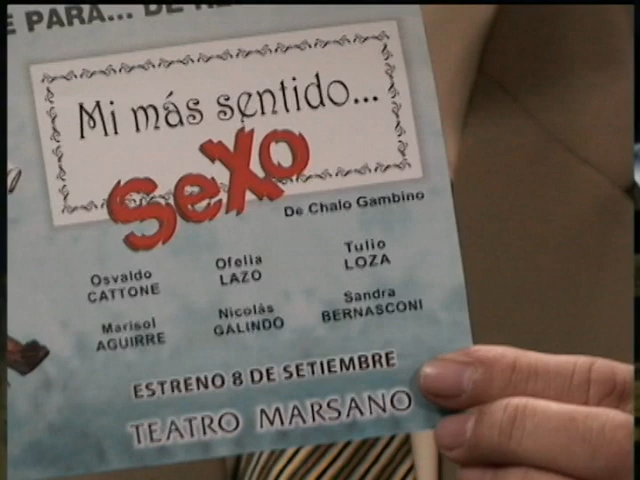 E PARA... DE
Mi más sentido...
sexo
De Chalo Gambino
Osvaldo
CATTONE
Ofelia
LAZO
Tulio
LOZA
Marisol
AGUIRRE
Nicolás
GALINDO
Sandra
BERNASCONI
ESTRENO 8 DE SETIEMBRE
TEATRO MARSANO